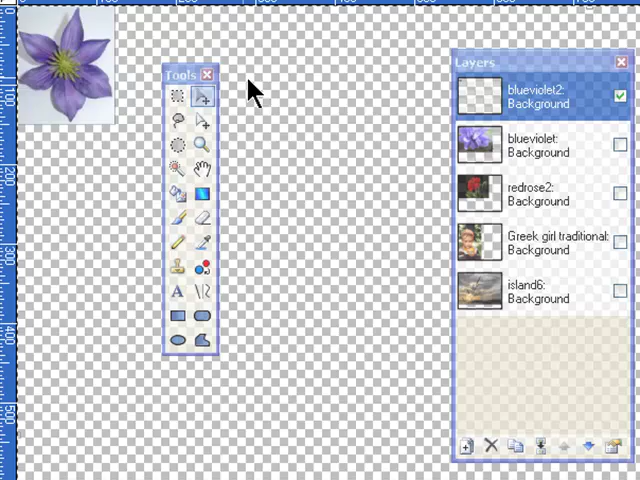 Tools
Layers
blueviolet2:
Background
blueviolet:
Background
redrose2:
Background
Greek girl traditional:
Background
island6:
Background
0
100
200
300
400
500